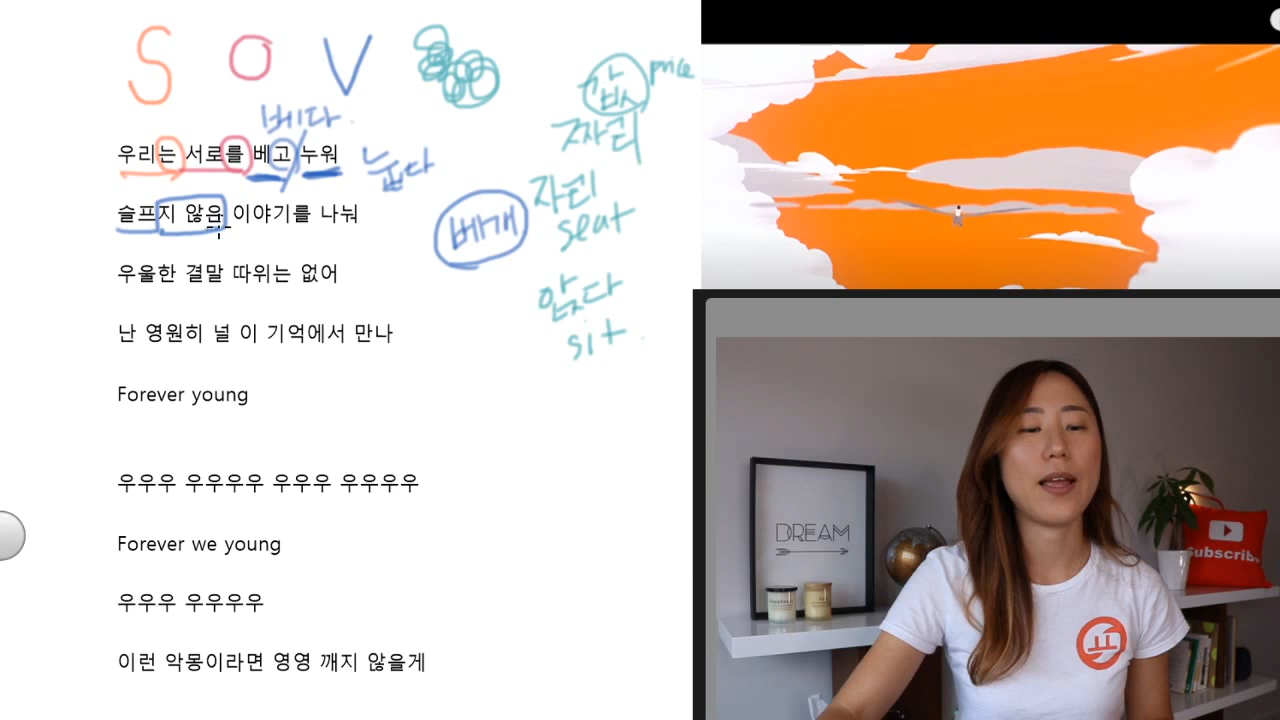 S O V
베다
우리는 서로를 베고 누워
눕다
슬프지 않은 이야기를 나눠
베개
우울한 결말 따위는 없어
난 영원히 널 이 기억에서 만나
Forever young
우우우 우우우우 우우우 우우우우
Forever we young
우우우 우우우우
이런 악몽이라면 영영 깨지 않을게
값 price
자리
자리
seat
앉다
sit
DREAM
Subscribe